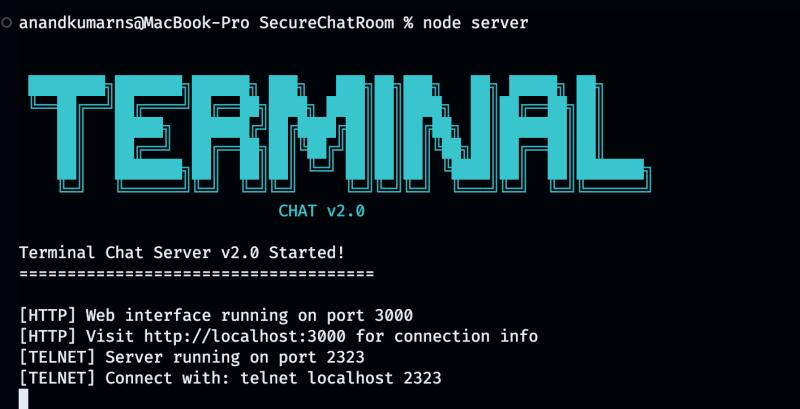 anandkumarns@MacBook-Pro SecureChatRoom % node server
TERMINAL
CHAT v2.0
Terminal Chat Server v2.0 Started!
=====================================
[HTTP] Web interface running on port 3000
[HTTP] Visit http://localhost:3000 for connection info
[TELNET] Server running on port 2323
[TELNET] Connect with: telnet localhost 2323